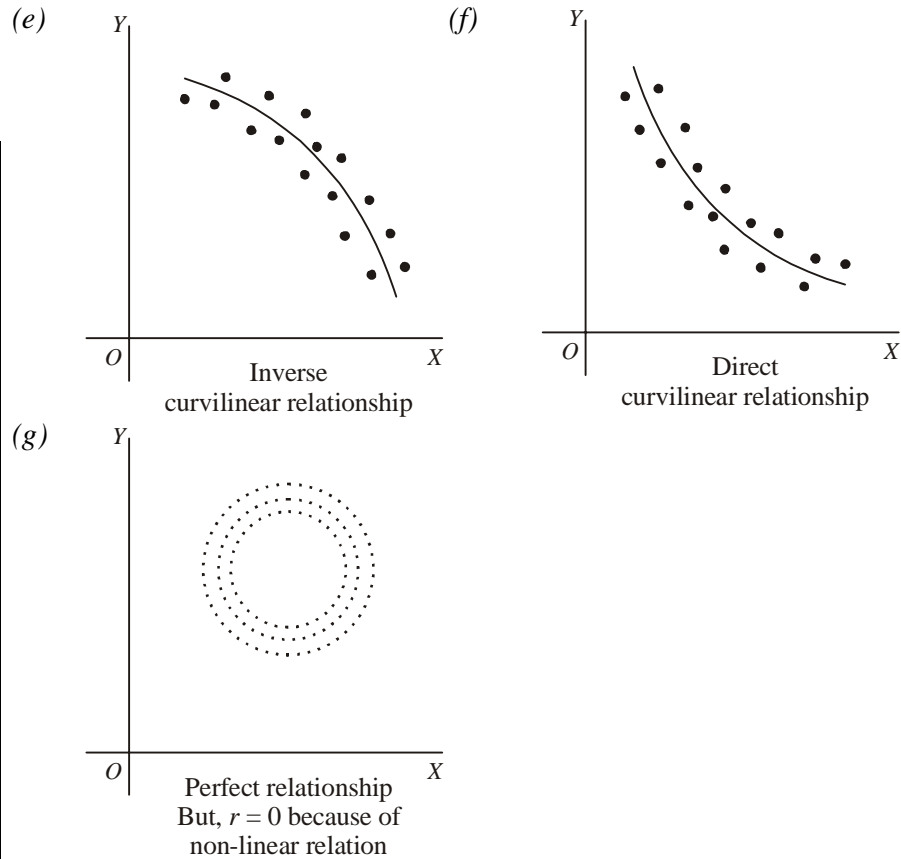 (e)
Y
O
X
Inverse
curvilinear relationship
(f)
Y
O
X
Direct
curvilinear relationship
(g)
Y
O
X
Perfect relationship
But, r = 0 because of
non-linear relation